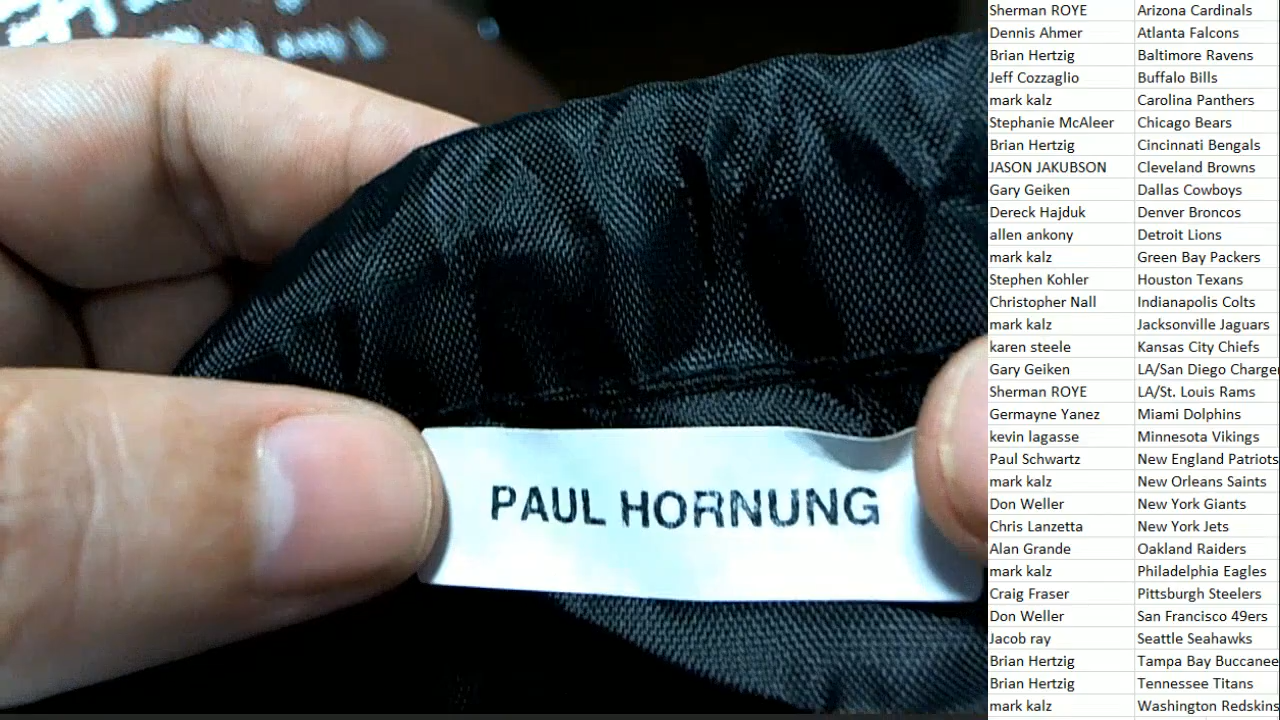 PAUL HORNUNG
Sherman ROYE Arizona Cardinals
Dennis Ahmer Atlanta Falcons
Brian Hertzig Baltimore Ravens
Jeff Cozzaglio Buffalo Bills
mark kalz Carolina Panthers
Stephanie McAleer Chicago Bears
Brian Hertzig Cincinnati Bengals
JASON JAKUBSON Cleveland Browns
Gary Geiken Dallas Cowboys
Dereck Hajduk Denver Broncos
allen ankony Detroit Lions
mark kalz Green Bay Packers
Stephen Kohler Houston Texans
Christopher Nall Indianapolis Colts
mark kalz Jacksonville Jaguars
karen steele Kansas City Chiefs
Gary Geiken LA/San Diego Charge
Sherman ROYE LA/St. Louis Rams
Germayne Yanez Miami Dolphins
kevin lagasse Minnesota Vikings
Paul Schwartz New England Patriots
mark kalz New Orleans Saints
Don Weller New York Giants
Chris Lanzetta New York Jets
Alan Grande Oakland Raiders
mark kalz Philadelphia Eagles
Craig Fraser Pittsburgh Steelers
Don Weller San Francisco 49ers
Jacob ray Seattle Seahawks
Brian Hertzig Tampa Bay Buccanee
Brian Hertzig Tennessee Titans
mark kalz Washington Redskins